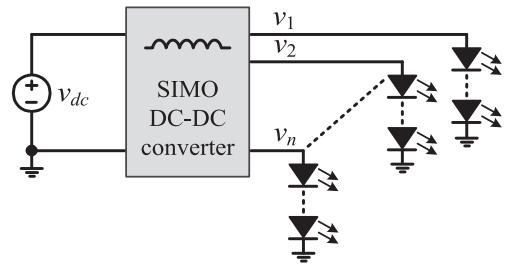 v1
v2
vdc
SIMO
DC-DC
converter
vn